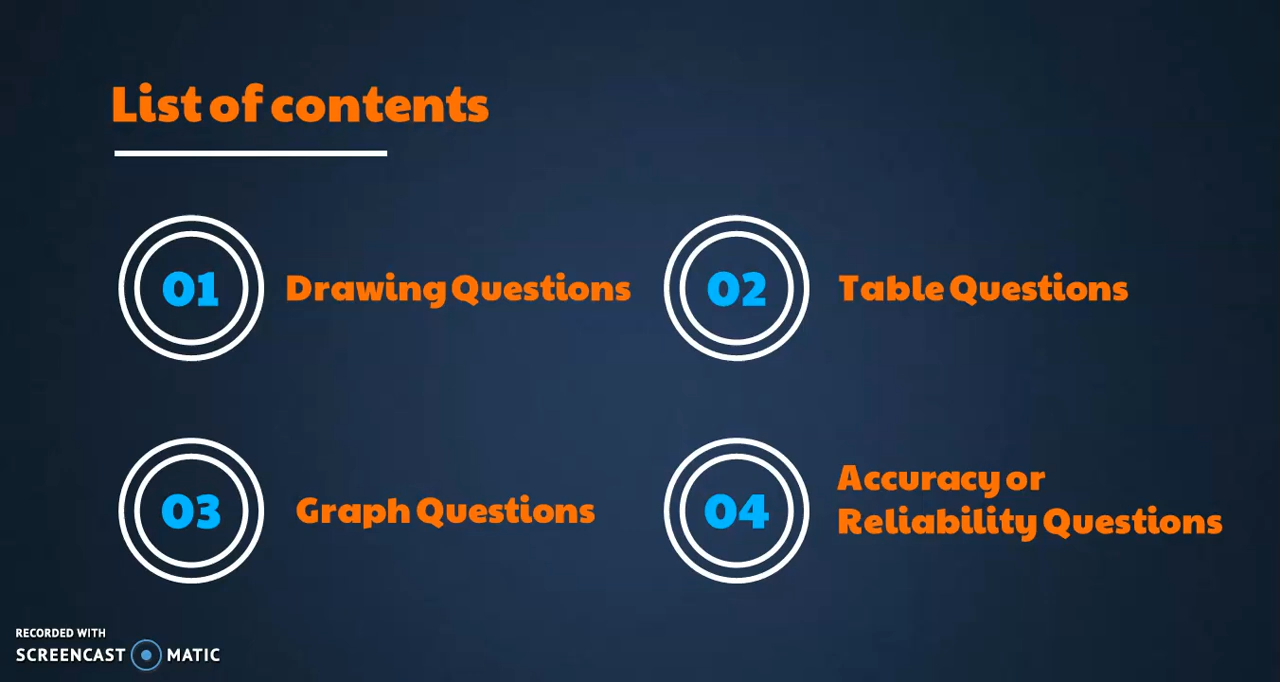 List of contents
01
Drawing Questions
02
Table Questions
03
Graph Questions
04
Accuracy or
Reliability Questions
RECORDED WITH
SCREENCAST MATIC